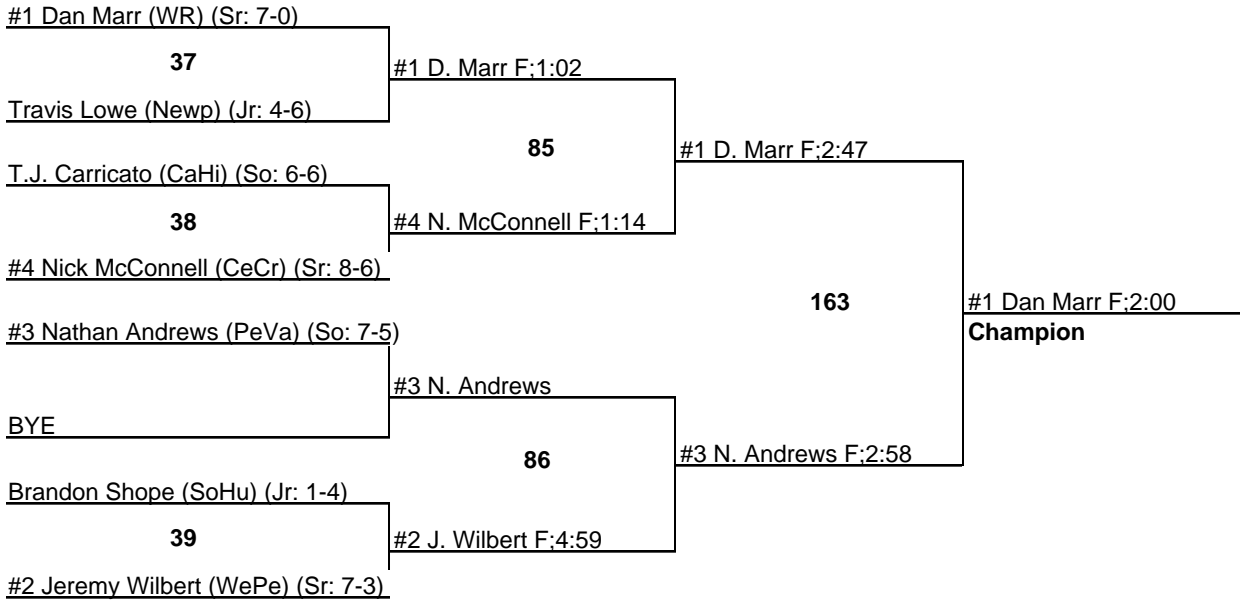 #1 Dan Marr (WR) (Sr: 7-0)
37
#1 D. Marr F;1:02
Travis Lowe (Newp) (Jr: 4-6)
85
#1 D. Marr F;2:47
T.J. Carricato (CaHi) (So: 6-6)
38
#4 N. McConnell F;1:14
#4 Nick McConnell (CeCr) (Sr: 8-6)
163
#1 Dan Marr F;2:00
Champion
#3 Nathan Andrews (PeVa) (So: 7-5)
#3 N. Andrews
BYE
86
#3 N. Andrews F;2:58
Brandon Shope (SoHu) (Jr: 1-4)
39
#2 J. Wilbert F;4:59
#2 Jeremy Wilbert (WePe) (Sr: 7-3)